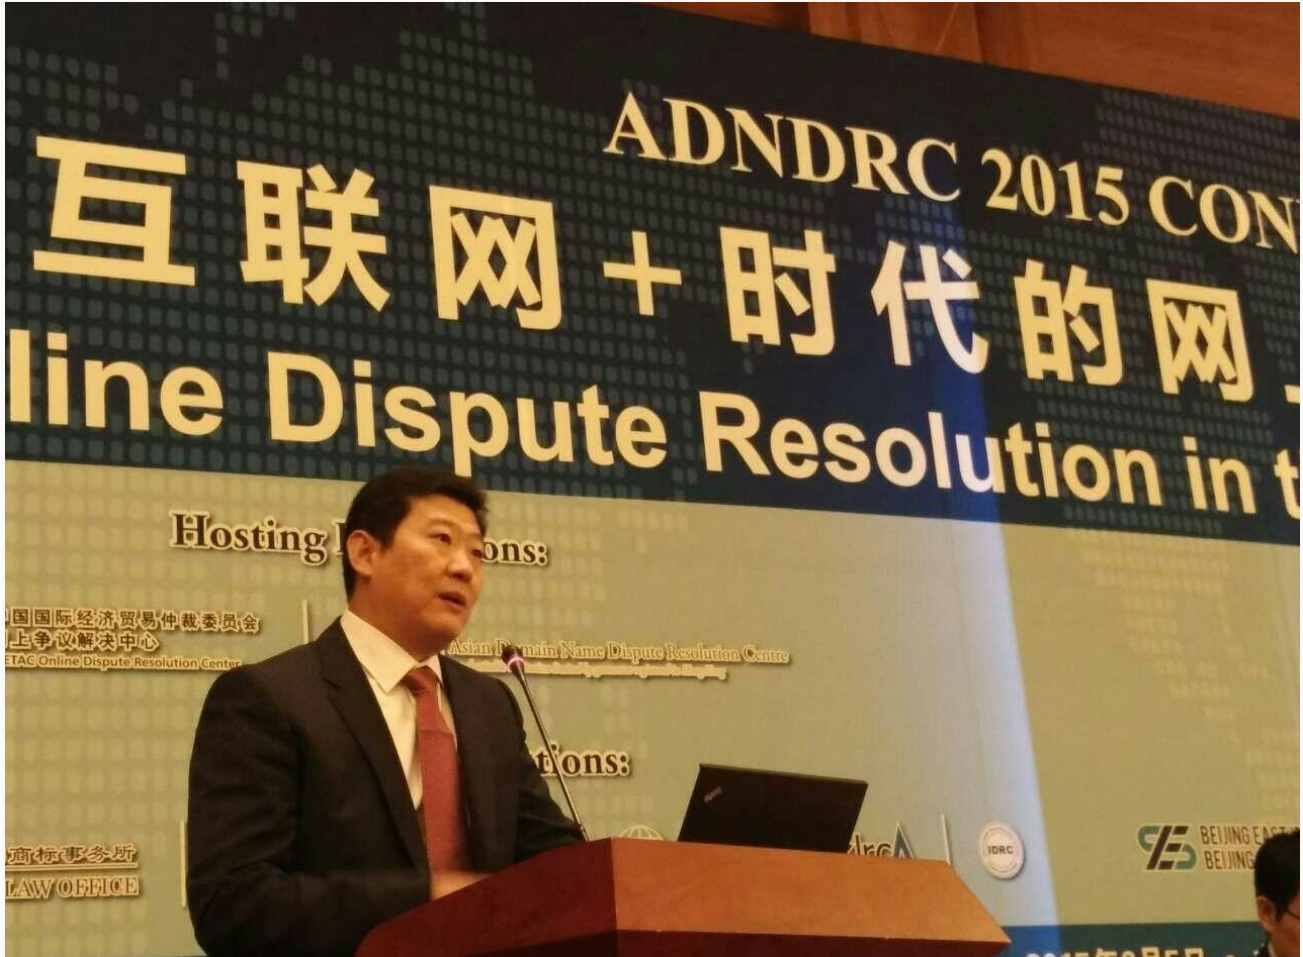 ADNDRC 2015 CON
互联网+时代的网
line Dispute Resolution in t
Hosting ons:
国国际经济贸易仲裁委员会
上争议解决中心
ETAC Online Dispute Resolution Center
Asian Domain Name Dispute Resolution Centre
tions:
商标事务所
LAW OFFICE
IDRC
BEIJING EAST
BEIJING